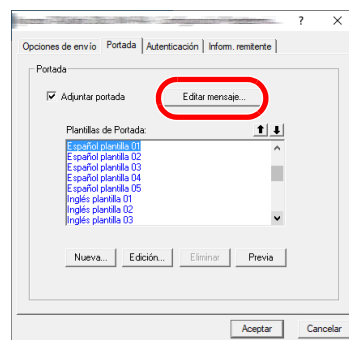 Opciones de envío Portada Autenticación Inform. remitente
Portada
Adjuntar portada Editar mensaje...
Plantillas de Portada:
Español plantilla 01
Español plantilla 02
Español plantilla 03
Español plantilla 04
Español plantilla 05
Inglés plantilla 01
Inglés plantilla 02
Inglés plantilla 03
Nueva... Edición... Eliminar Previa
Aceptar Cancelar